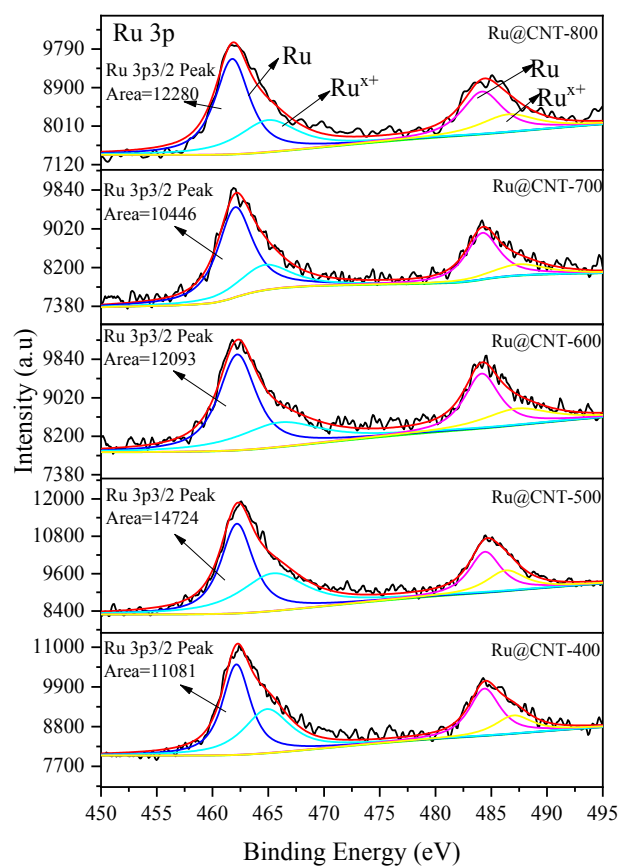 Ru 3p
Ru@CNT-800
Ru 3p3/2 Peak
Area=12280
Ru
Ru^x+
Ru
Ru^x+
9790
8900
8010
7120
Ru@CNT-700
Ru 3p3/2 Peak
Area=10446
9840
9020
8200
7380
Ru@CNT-600
Ru 3p3/2 Peak
Area=12093
9840
9020
8200
7380
Ru@CNT-500
Ru 3p3/2 Peak
Area=14724
12000
10800
9600
8400
Ru@CNT-400
Ru 3p3/2 Peak
Area=11081
11000
9900
8800
7700
Intensity (a.u)
450 455 460 465 470 475 480 485 490 495
Binding Energy (eV)